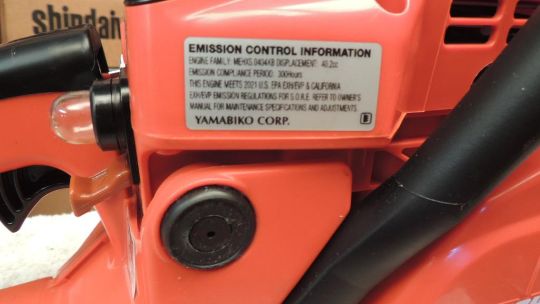 Shindaiw
EMISSION CONTROL INFORMATION
ENGINE FAMILY: MEHXS.0404XB DISPLACEMENT: 40.2cc
EMISSION COMPLIANCE PERIOD: 300Hours
THIS ENGINE MEETS 2021 U.S. EPA EXH/EVP & CALIFORNIA
EXH/EVP EMISSION REGULATIONS FOR S.O.R.E. REFER TO OWNER'S
MANUAL FOR MAINTENANCE SPECIFICATIONS AND ADJUSTMENTS.
YAMABIKO CORP.